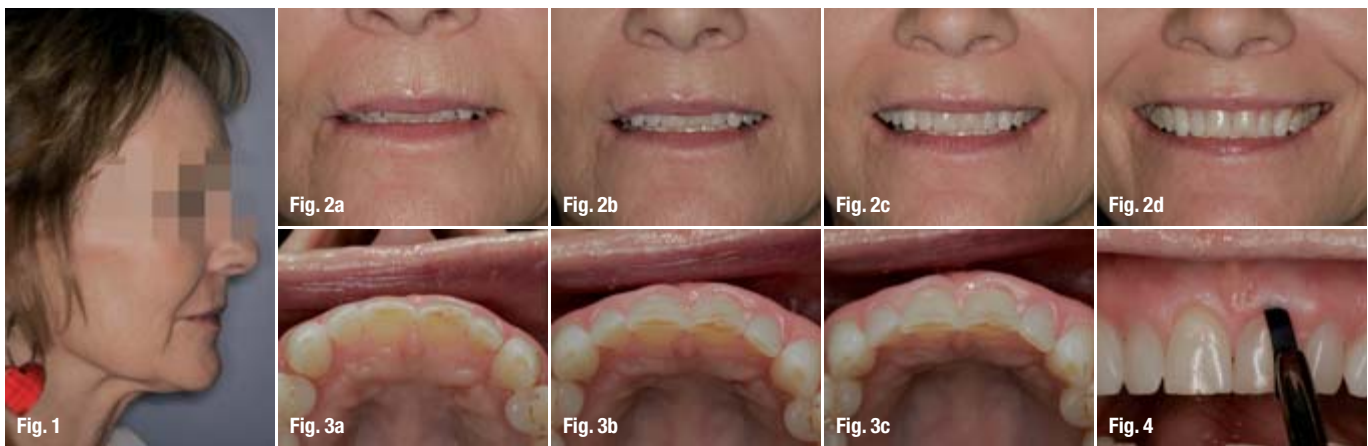 Fig. 1
Fig. 2a
Fig. 2b
Fig. 2c
Fig. 2d
Fig. 3a
Fig. 3b
Fig. 3c
Fig. 4